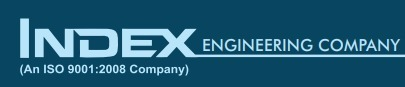 INDEX ENGINEERING COMPANY
(An ISO 9001:2008 Company)